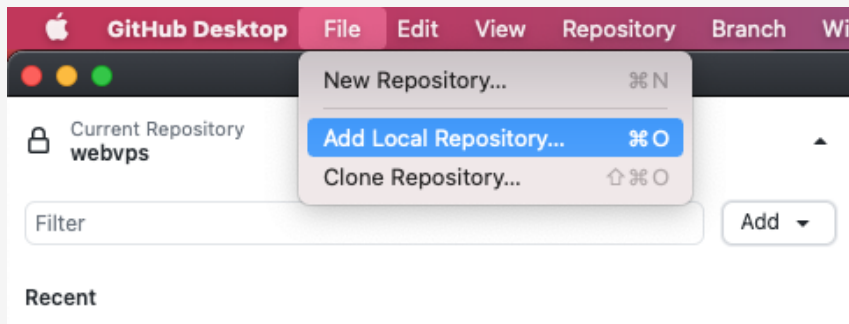 GitHub Desktop File Edit View Repository Branch
New Repository... ⌘ N
Current Repository
webvps
Add Local Repository... ⌘ O
Clone Repository... ⇧ ⌘ O
Filter
Add
Recent